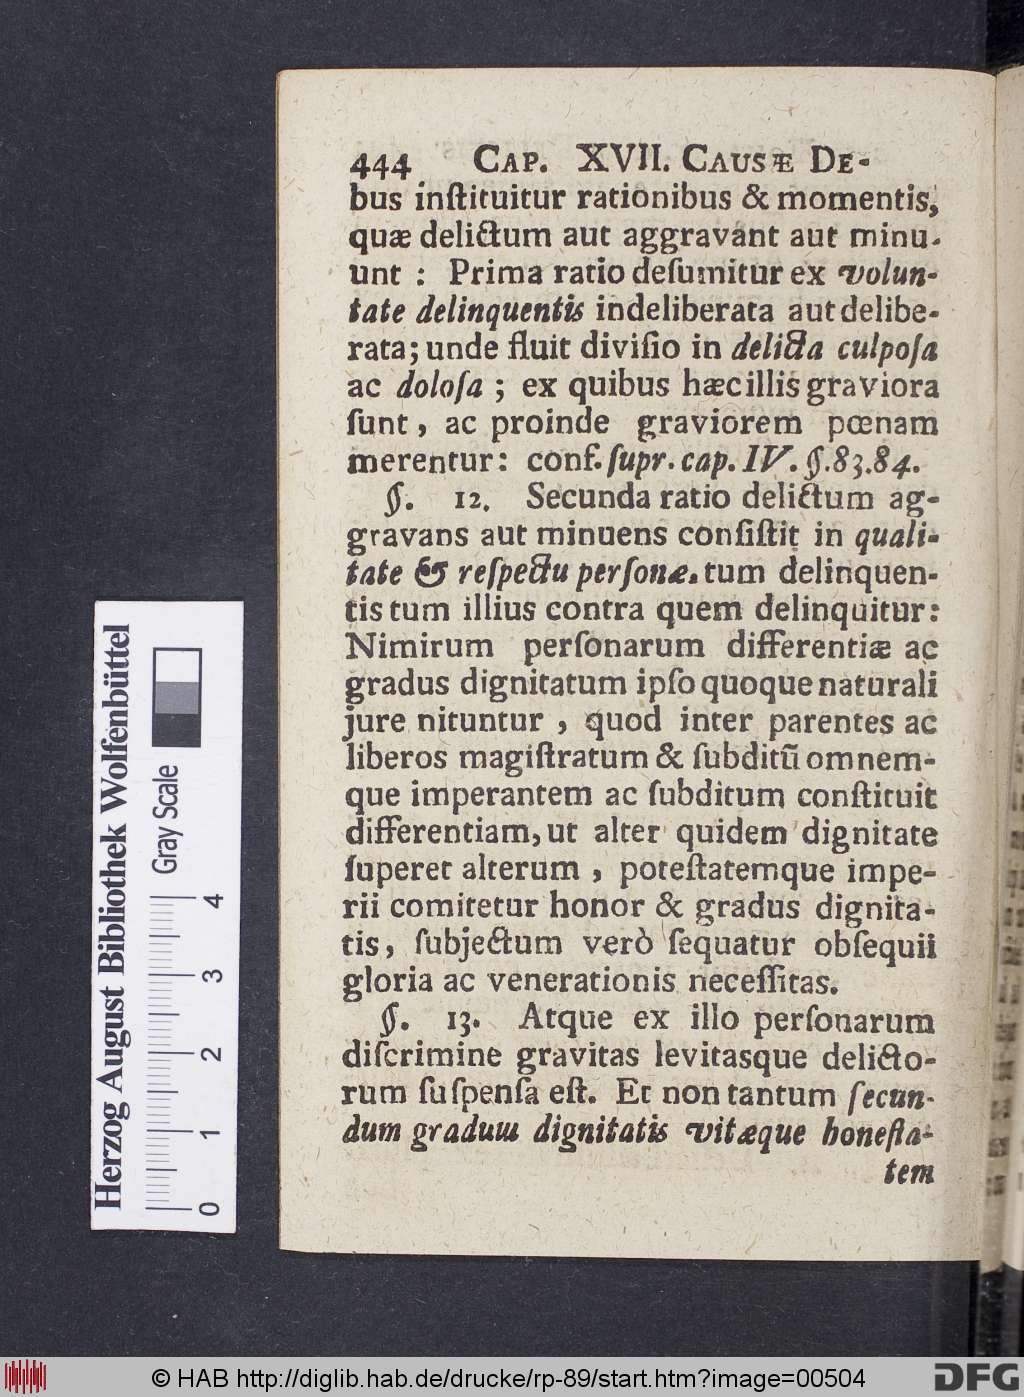 444 CAP. XVII. CAUSÆ DE-
bus inſtituitur rationibus & momentis,
quæ delictum aut aggravant aut minu-
unt : Prima ratio deſumitur ex volun-
tate delinquentis indeliberata aut delibe-
rata; unde fluit diviſio in delicta culpoſa
ac doloſa ; ex quibus hæc illis graviora
ſunt, ac proinde graviorem pœnam
merentur: conf. ſupr. cap. IV. §. 83. 84.
§. 12. Secunda ratio delictum ag-
gravans aut minuens conſiſtit in quali-
tate & reſpectu perſonæ. tum delinquen-
tis tum illius contra quem delinquitur:
Nimirum perſonarum differentiæ ac
gradus dignitatum ipſo quoque naturali
jure nituntur , quod inter parentes ac
liberos magiſtratum & ſubditũ omnem-
que imperantem ac ſubditum conſtituit
differentiam, ut alter quidem dignitate
ſuperet alterum , poteſtatemque impe-
rii comitetur honor & gradus dignita-
tis, ſubjectum verò ſequatur obſequii
gloria ac venerationis neceſſitas.
§. 13. Atque ex illo perſonarum
diſcrimine gravitas levitasque delicto-
rum ſuſpenſa eſt. Et non tantum ſecun-
dum gradum dignitatis vitæque honeſta-
tem
Herzog August Bibliothek Wolfenbüttel
Gray Scale
0 1 2 3 4
© HAB http://diglib.hab.de/drucke/rp-89/start.htm?image=00504
DFG